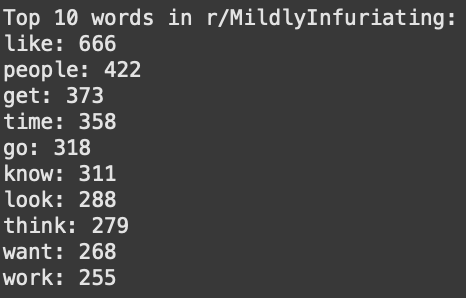 Top 10 words in r/MildlyInfuriating:
like: 666
people: 422
get: 373
time: 358
go: 318
know: 311
look: 288
think: 279
want: 268
work: 255